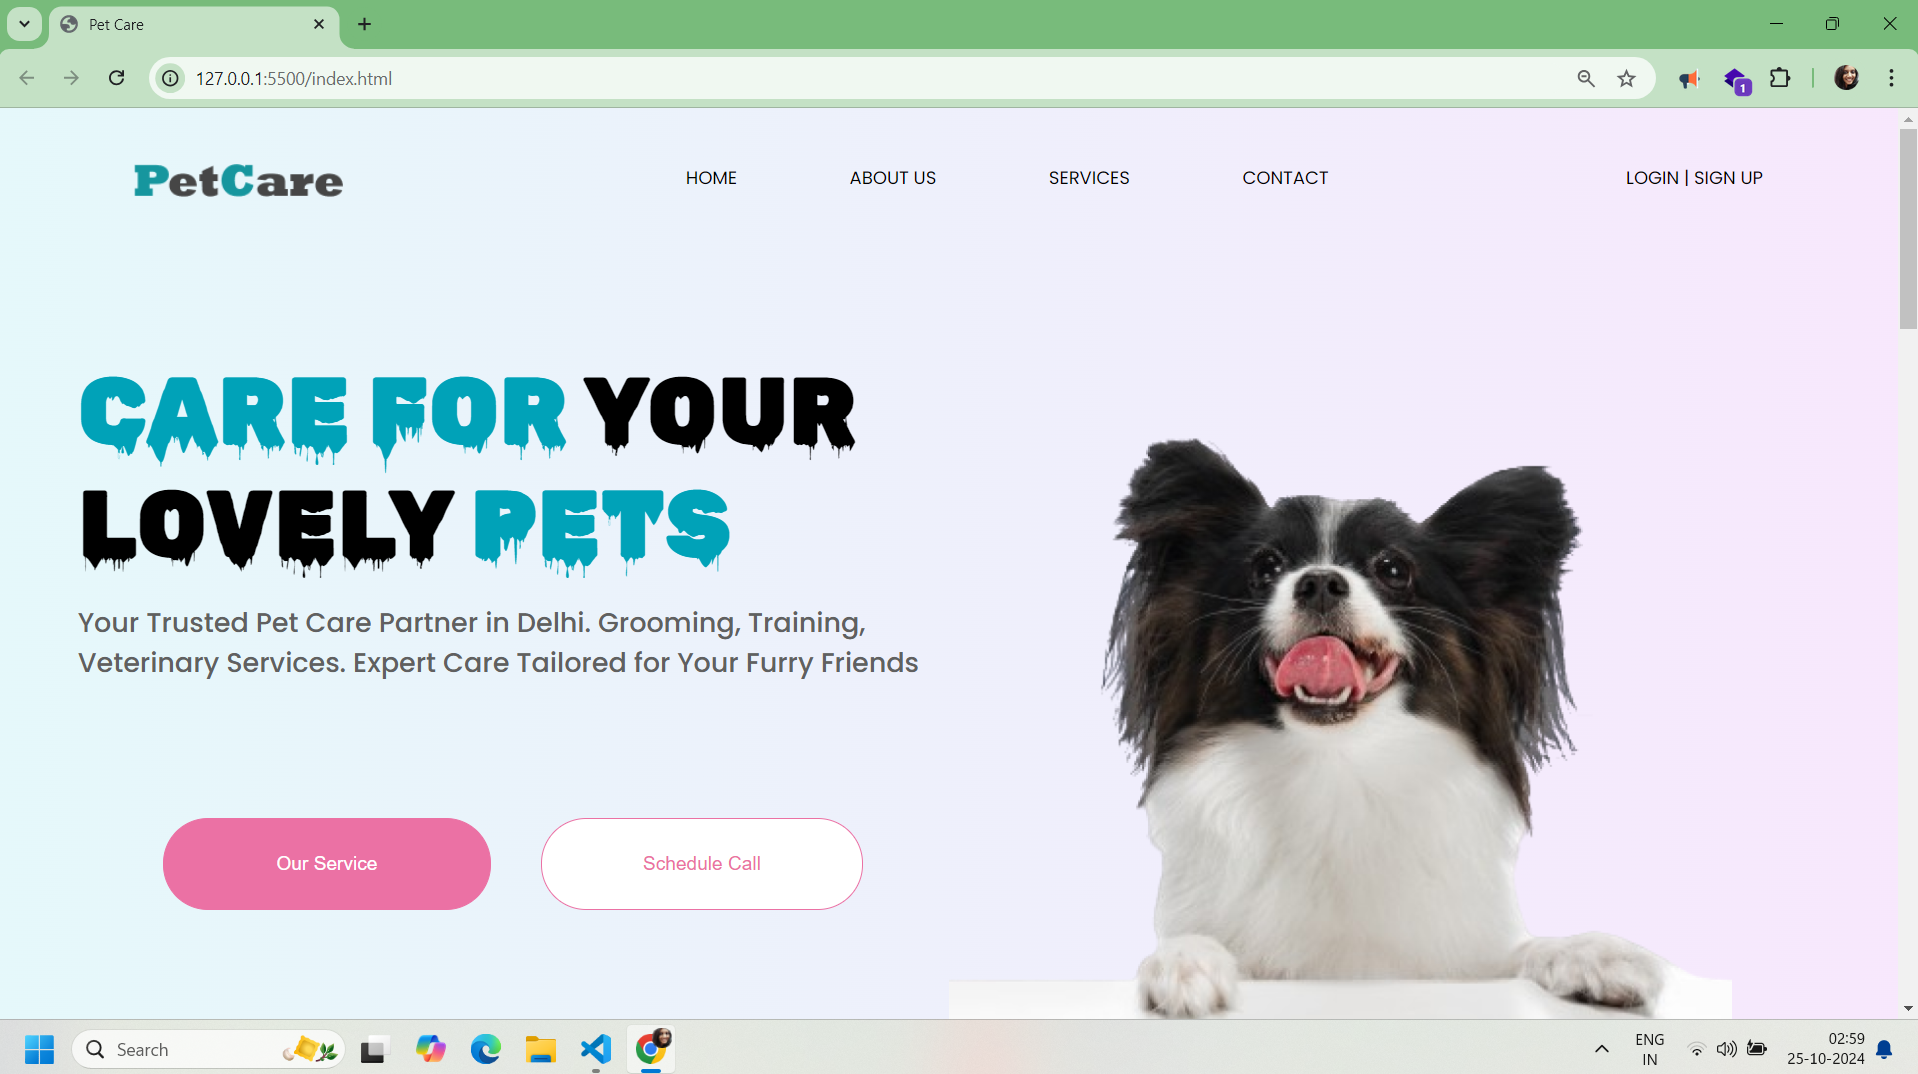 Pet Care
127.0.0.1:5500/index.html
1
PetCare
HOME
ABOUT US
SERVICES
CONTACT
LOGIN | SIGN UP
CARE FOR YOUR
LOVELY PETS
Your Trusted Pet Care Partner in Delhi. Grooming, Training,
Veterinary Services. Expert Care Tailored for Your Furry Friends
Our Service
Schedule Call
Search
ENG
IN
02:59
25-10-2024